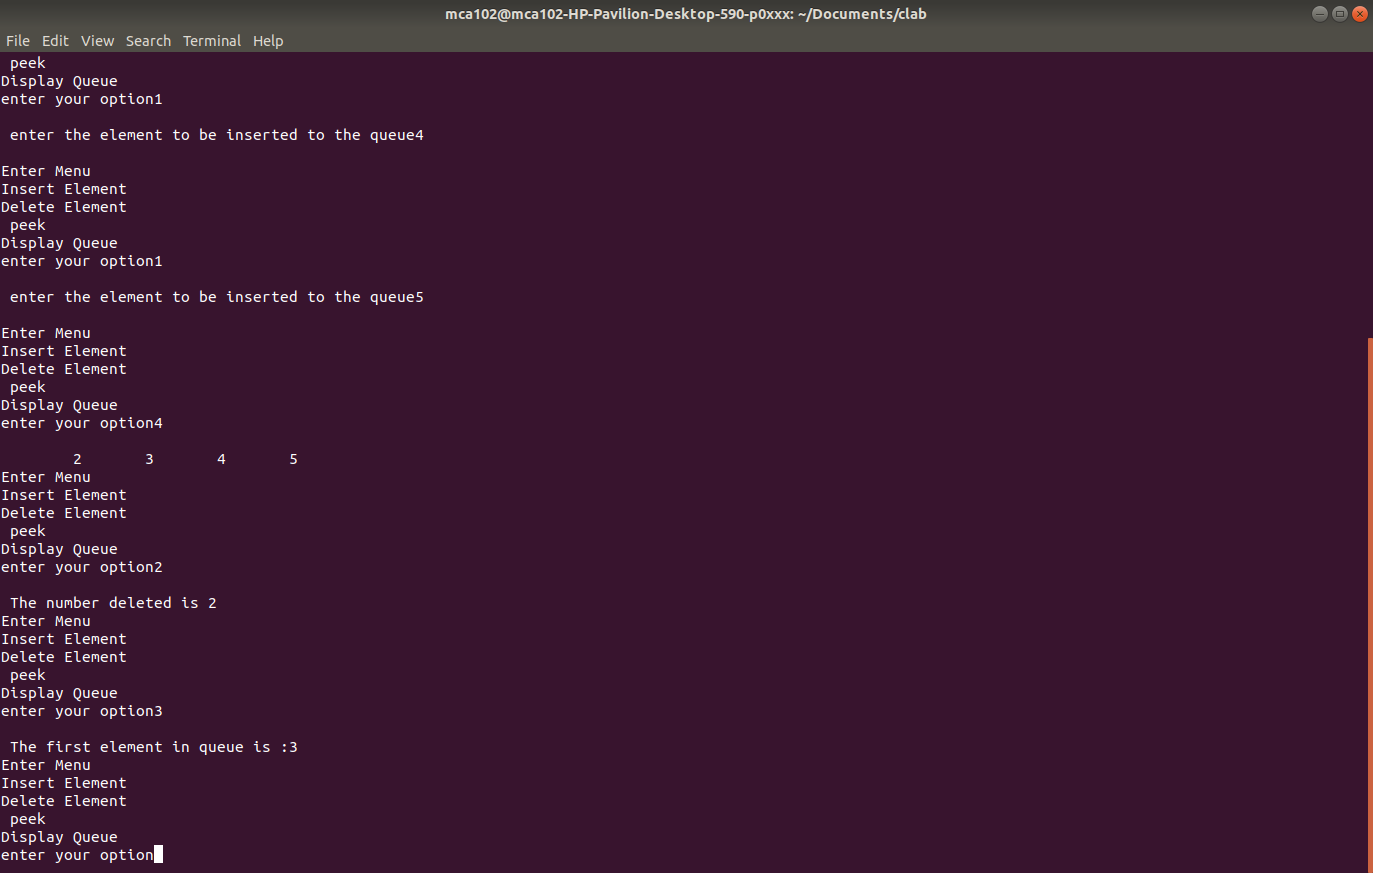 mca102@mca102-HP-Pavilion-Desktop-590-p0xxx: ~/Documents/clab
File Edit View Search Terminal Help
peek
Display Queue
enter your option1
enter the element to be inserted to the queue4
Enter Menu
Insert Element
Delete Element
peek
Display Queue
enter your option1
enter the element to be inserted to the queue5
Enter Menu
Insert Element
Delete Element
peek
Display Queue
enter your option4
2 3 4 5
Enter Menu
Insert Element
Delete Element
peek
Display Queue
enter your option2
The number deleted is 2
Enter Menu
Insert Element
Delete Element
peek
Display Queue
enter your option3
The first element in queue is :3
Enter Menu
Insert Element
Delete Element
peek
Display Queue
enter your option